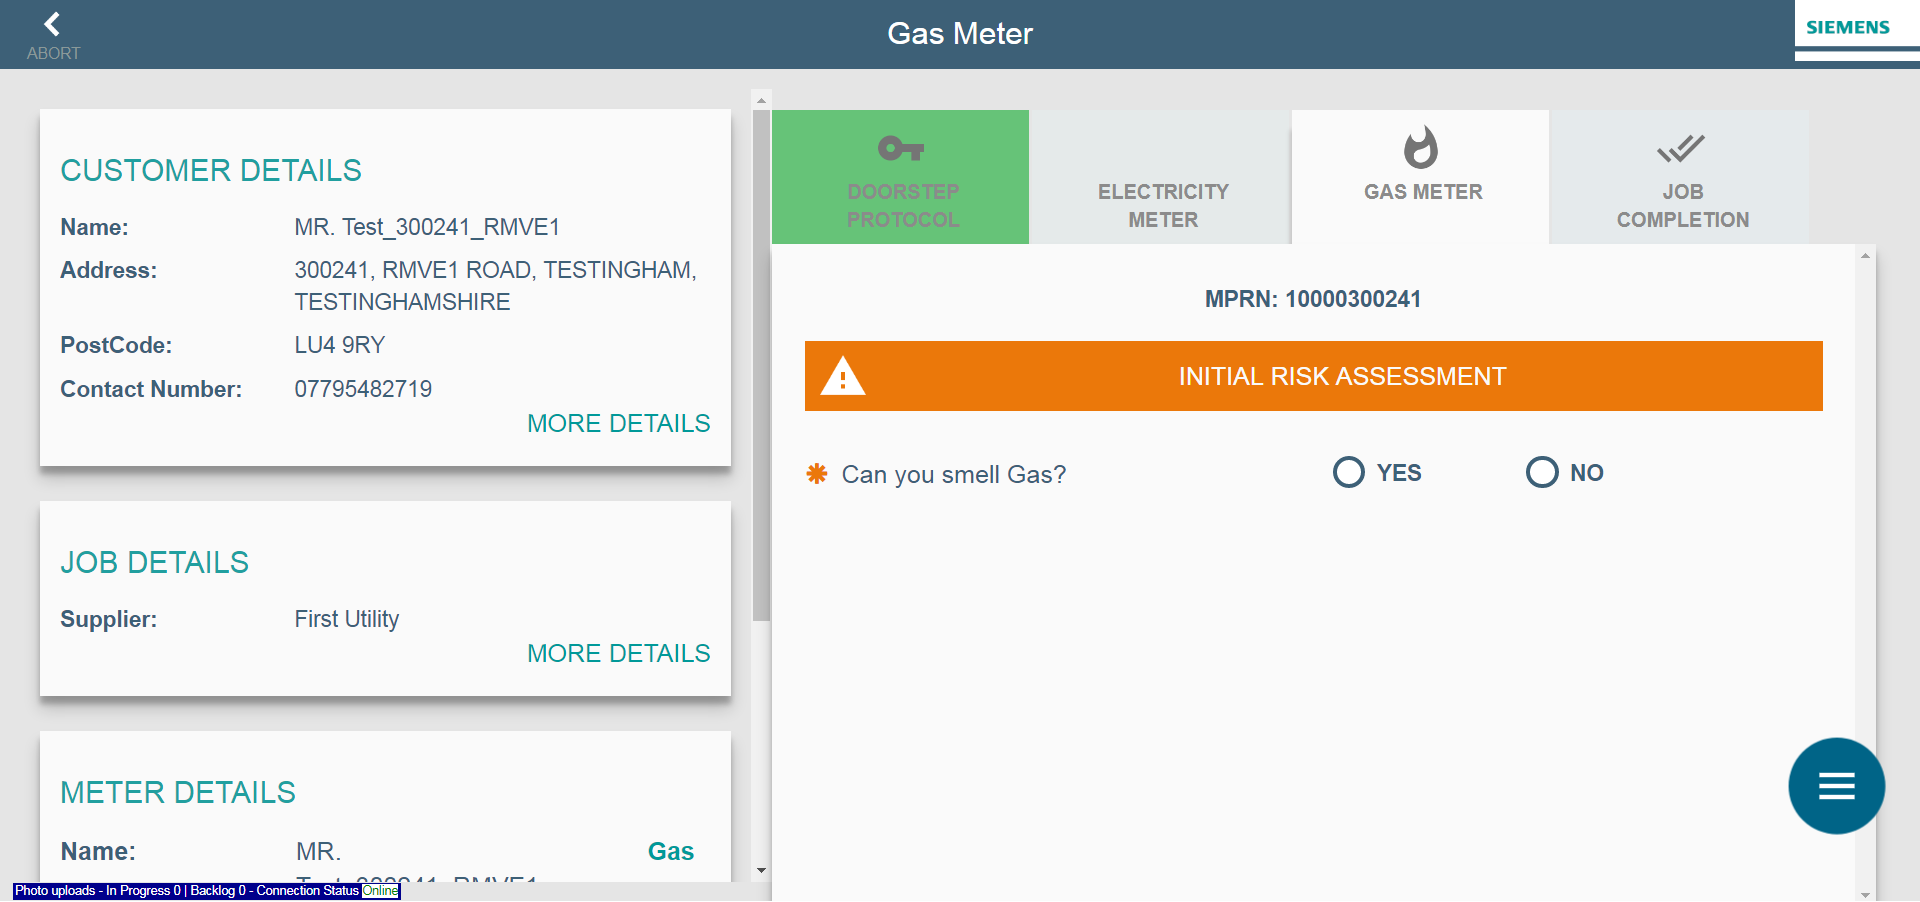 ABORT
Gas Meter
SIEMENS
CUSTOMER DETAILS
Name: MR. Test_300241_RMVE1
Address: 300241, RMVE1 ROAD, TESTINGHAM,
TESTINGHAMSHIRE
PostCode: LU4 9RY
Contact Number: 07795482719
MORE DETAILS
JOB DETAILS
Supplier: First Utility
MORE DETAILS
METER DETAILS
Name: MR. Gas
Test_300241_RMVE1
Photo uploads - In Progress 0 | Backlog 0 - Connection Status Online
DOORSTEP
PROTOCOL
ELECTRICITY
METER
GAS METER
JOB
COMPLETION
MPRN: 10000300241
INITIAL RISK ASSESSMENT
Can you smell Gas? YES NO